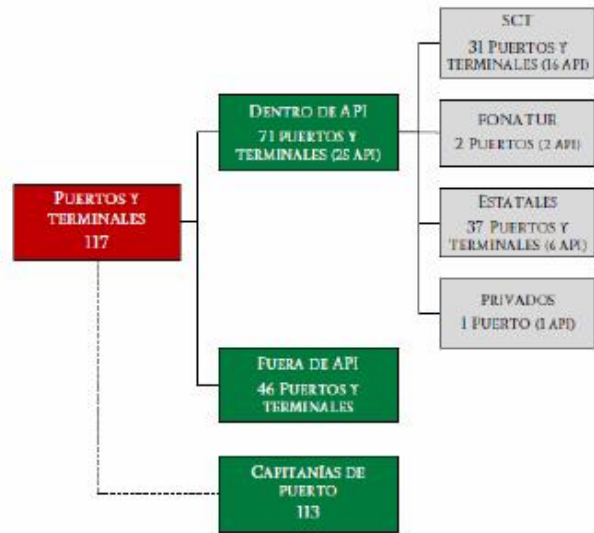 SCT
31 PUERTOS Y
TERMINALES (16 API)
DENTRO DE API
71 PUERTOS Y
TERMINALES (25 API)
FONATUR
2 PUERTOS (2 API)
PUERTOS Y
TERMINALES
117
ESTATALES
37 PUERTOS Y
TERMINALES (6 API)
PRIVADOS
1 PUERTO (1 API)
FUERA DE API
46 PUERTOS Y
TERMINALES
CAPITANÍAS DE
PUERTO
113